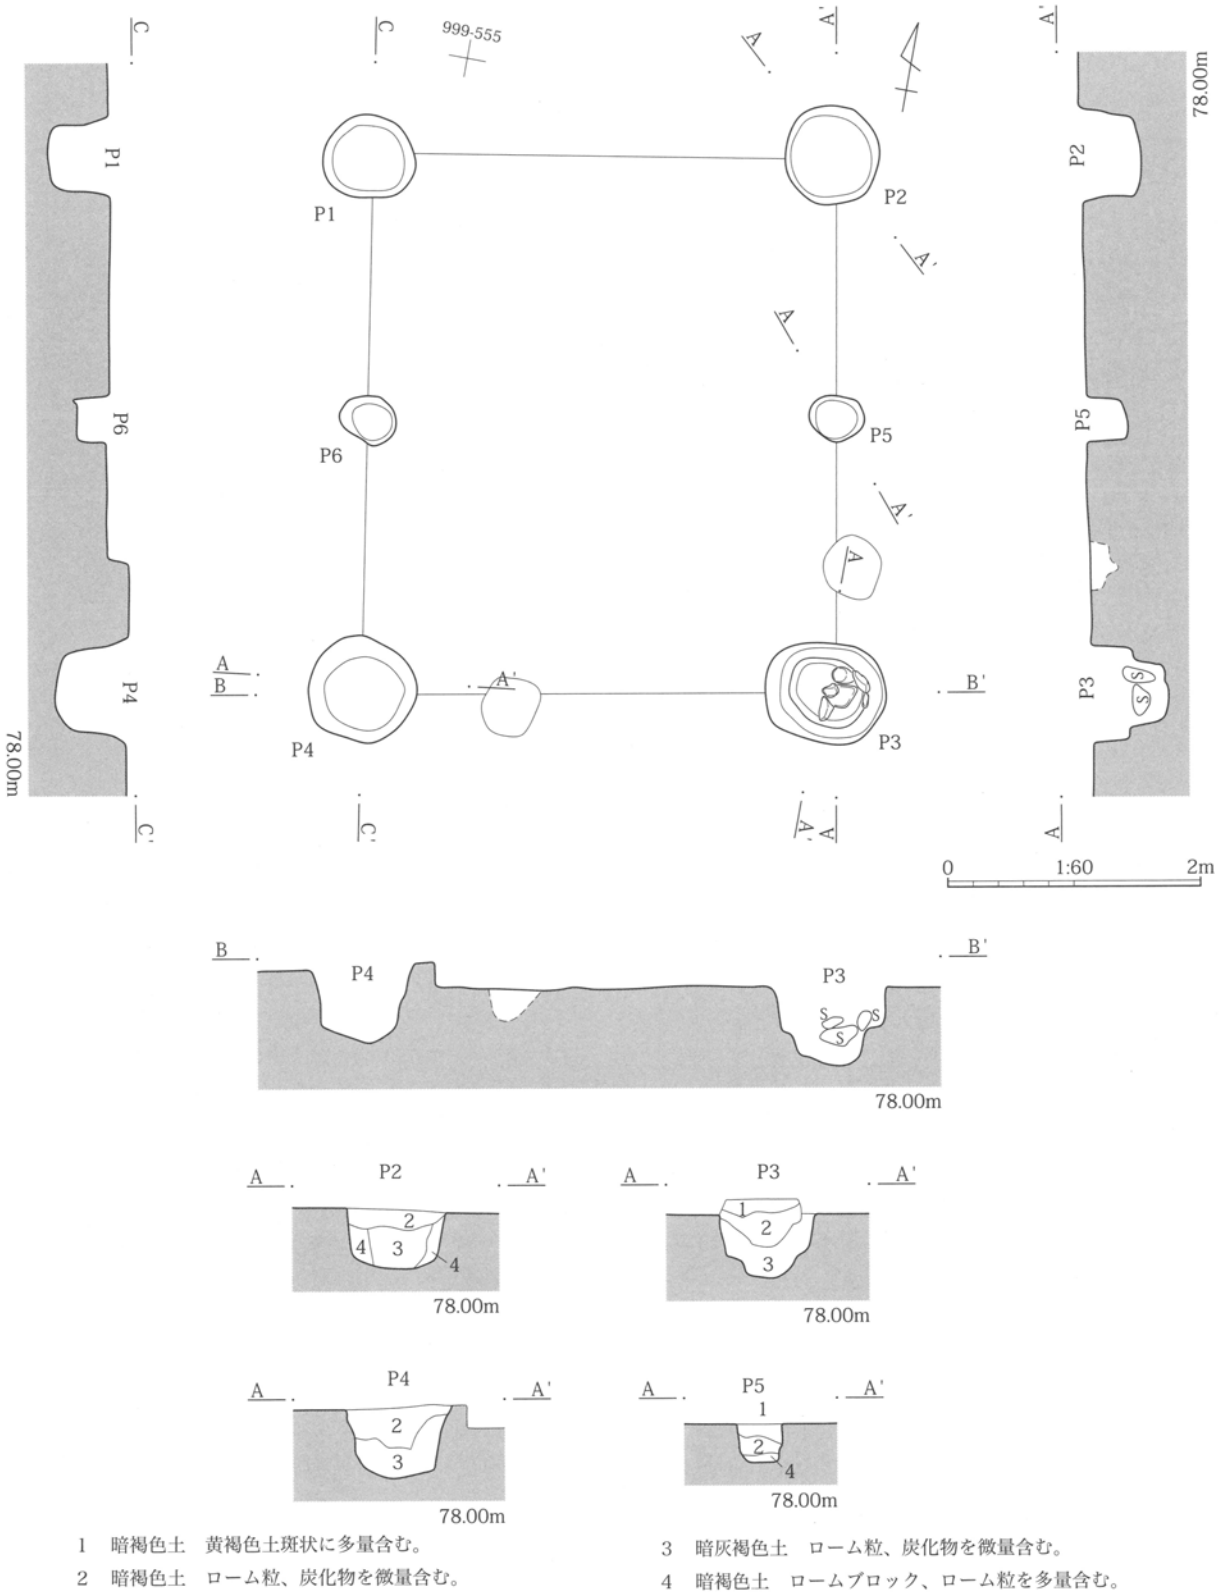 C
C
999-555
A
A'
A'
78.00m
P1
P2
P1
P2
A'
A
P6
P6
P5
P5
A'
A
A
B
A'
B'
P4
P4
P3
P3
S
S
78.00m
C'
C'
A'
A
A
0 1:60 2m
B B'
P4 P3
S
S
S
78.00m
A P2 A'
2
4 3
4
78.00m
A P3 A'
1
2
3
78.00m
A P4 A'
2
3
78.00m
A P5 A'
1
2
4
78.00m
1 暗褐色土 黄褐色土斑状に多量含む。
2 暗褐色土 ローム粒、炭化物を微量含む。
3 暗灰褐色土 ローム粒、炭化物を微量含む。
4 暗褐色土 ロームブロック、ローム粒を多量含む。